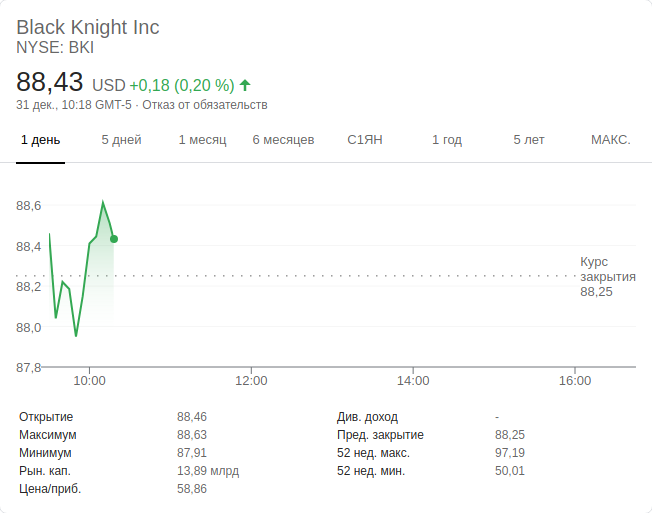 Black Knight Inc
NYSE: BKI
88,43 USD +0,18 (0,20 %)
31 дек., 10:18 GMT-5 · Отказ от обязательств
1 день 5 дней 1 месяц 6 месяцев С1ЯН 1 год 5 лет МАКС.
88,6
88,4
88,2
88,0
87,8
Курс
закрытия
88,25
10:00 12:00 14:00 16:00
Открытие 88,46 Див. доход -
Максимум 88,63 Пред. закрытие 88,25
Минимум 87,91 52 нед. макс. 97,19
Рын. кап. 13,89 млрд 52 нед. мин. 50,01
Цена/приб. 58,86